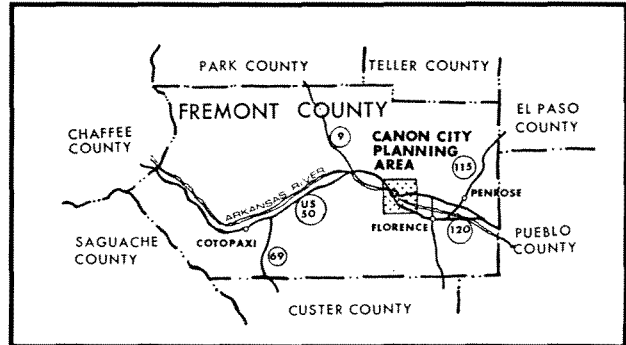 PARK COUNTY
TELLER COUNTY
FREMONT COUNTY
EL PASO
COUNTY
CHAFFEE
COUNTY
9
CANON CITY
PLANNING
AREA
115
PENROSE
ARKANSAS RIVER
US
50
FLORENCE
120
PUEBLO
COUNTY
SAGUACHE
COUNTY
COTOPAXI
69
CUSTER COUNTY